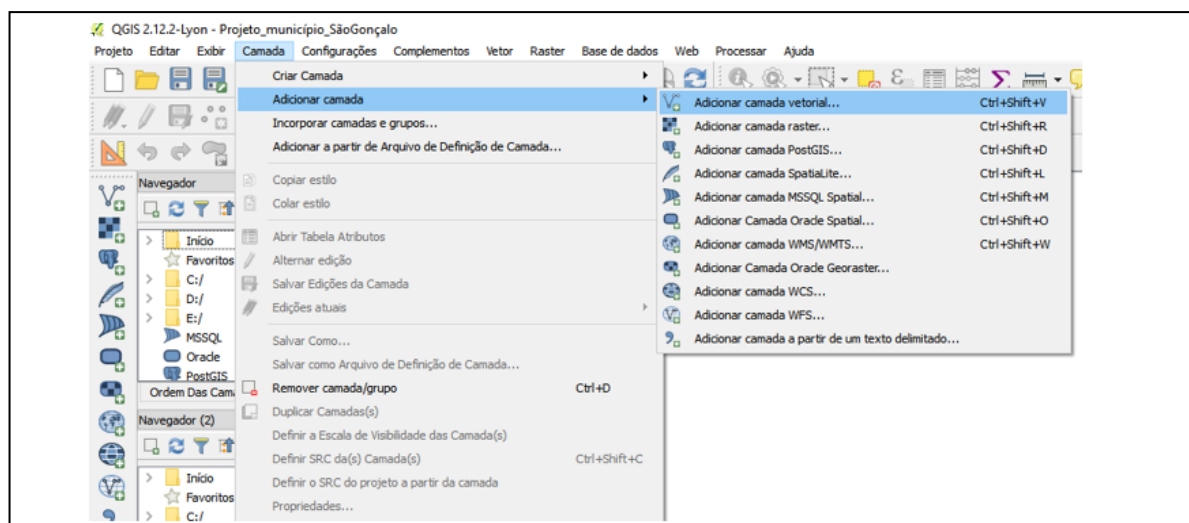 QGIS 2.12.2-Lyon - Projeto_município_SãoGonçalo
Projeto Editar Exibir Camada Configurações Complementos Vetor Raster Base de dados Web Processar Ajuda
Criar Camada
Adicionar camada
Incorporar camadas e grupos...
Adicionar a partir de Arquivo de Definição de Camada...
Copiar estilo
Colar estilo
Abrir Tabela Atributos
Alternar edição
Salvar Edições da Camada
Edições atuais
Salvar Como...
Salvar como Arquivo de Definição de Camada...
Remover camada/grupo Ctrl+D
Duplicar Camadas(s)
Definir a Escala de Visibilidade das Camada(s)
Definir SRC da(s) Camada(s) Ctrl+Shift+C
Definir o SRC do projeto a partir da camada
Propriedades...
Adicionar camada vetorial... Ctrl+Shift+V
Adicionar camada raster... Ctrl+Shift+R
Adicionar camada PostGIS... Ctrl+Shift+D
Adicionar camada SpatiaLite... Ctrl+Shift+L
Adicionar camada MSSQL Spatial... Ctrl+Shift+M
Adicionar Camada Oracle Spatial... Ctrl+Shift+O
Adicionar camada WMS/WMTS... Ctrl+Shift+W
Adicionar Camada Oracle Georaster...
Adicionar camada WCS...
Adicionar camada WFS...
Adicionar camada a partir de um texto delimitado...
Navegador
Início
Favoritos
C:/
D:/
E:/
MSSQL
Oracle
PostGIS
Ordem Das Cam
Navegador (2)
Início
Favoritos
C:/